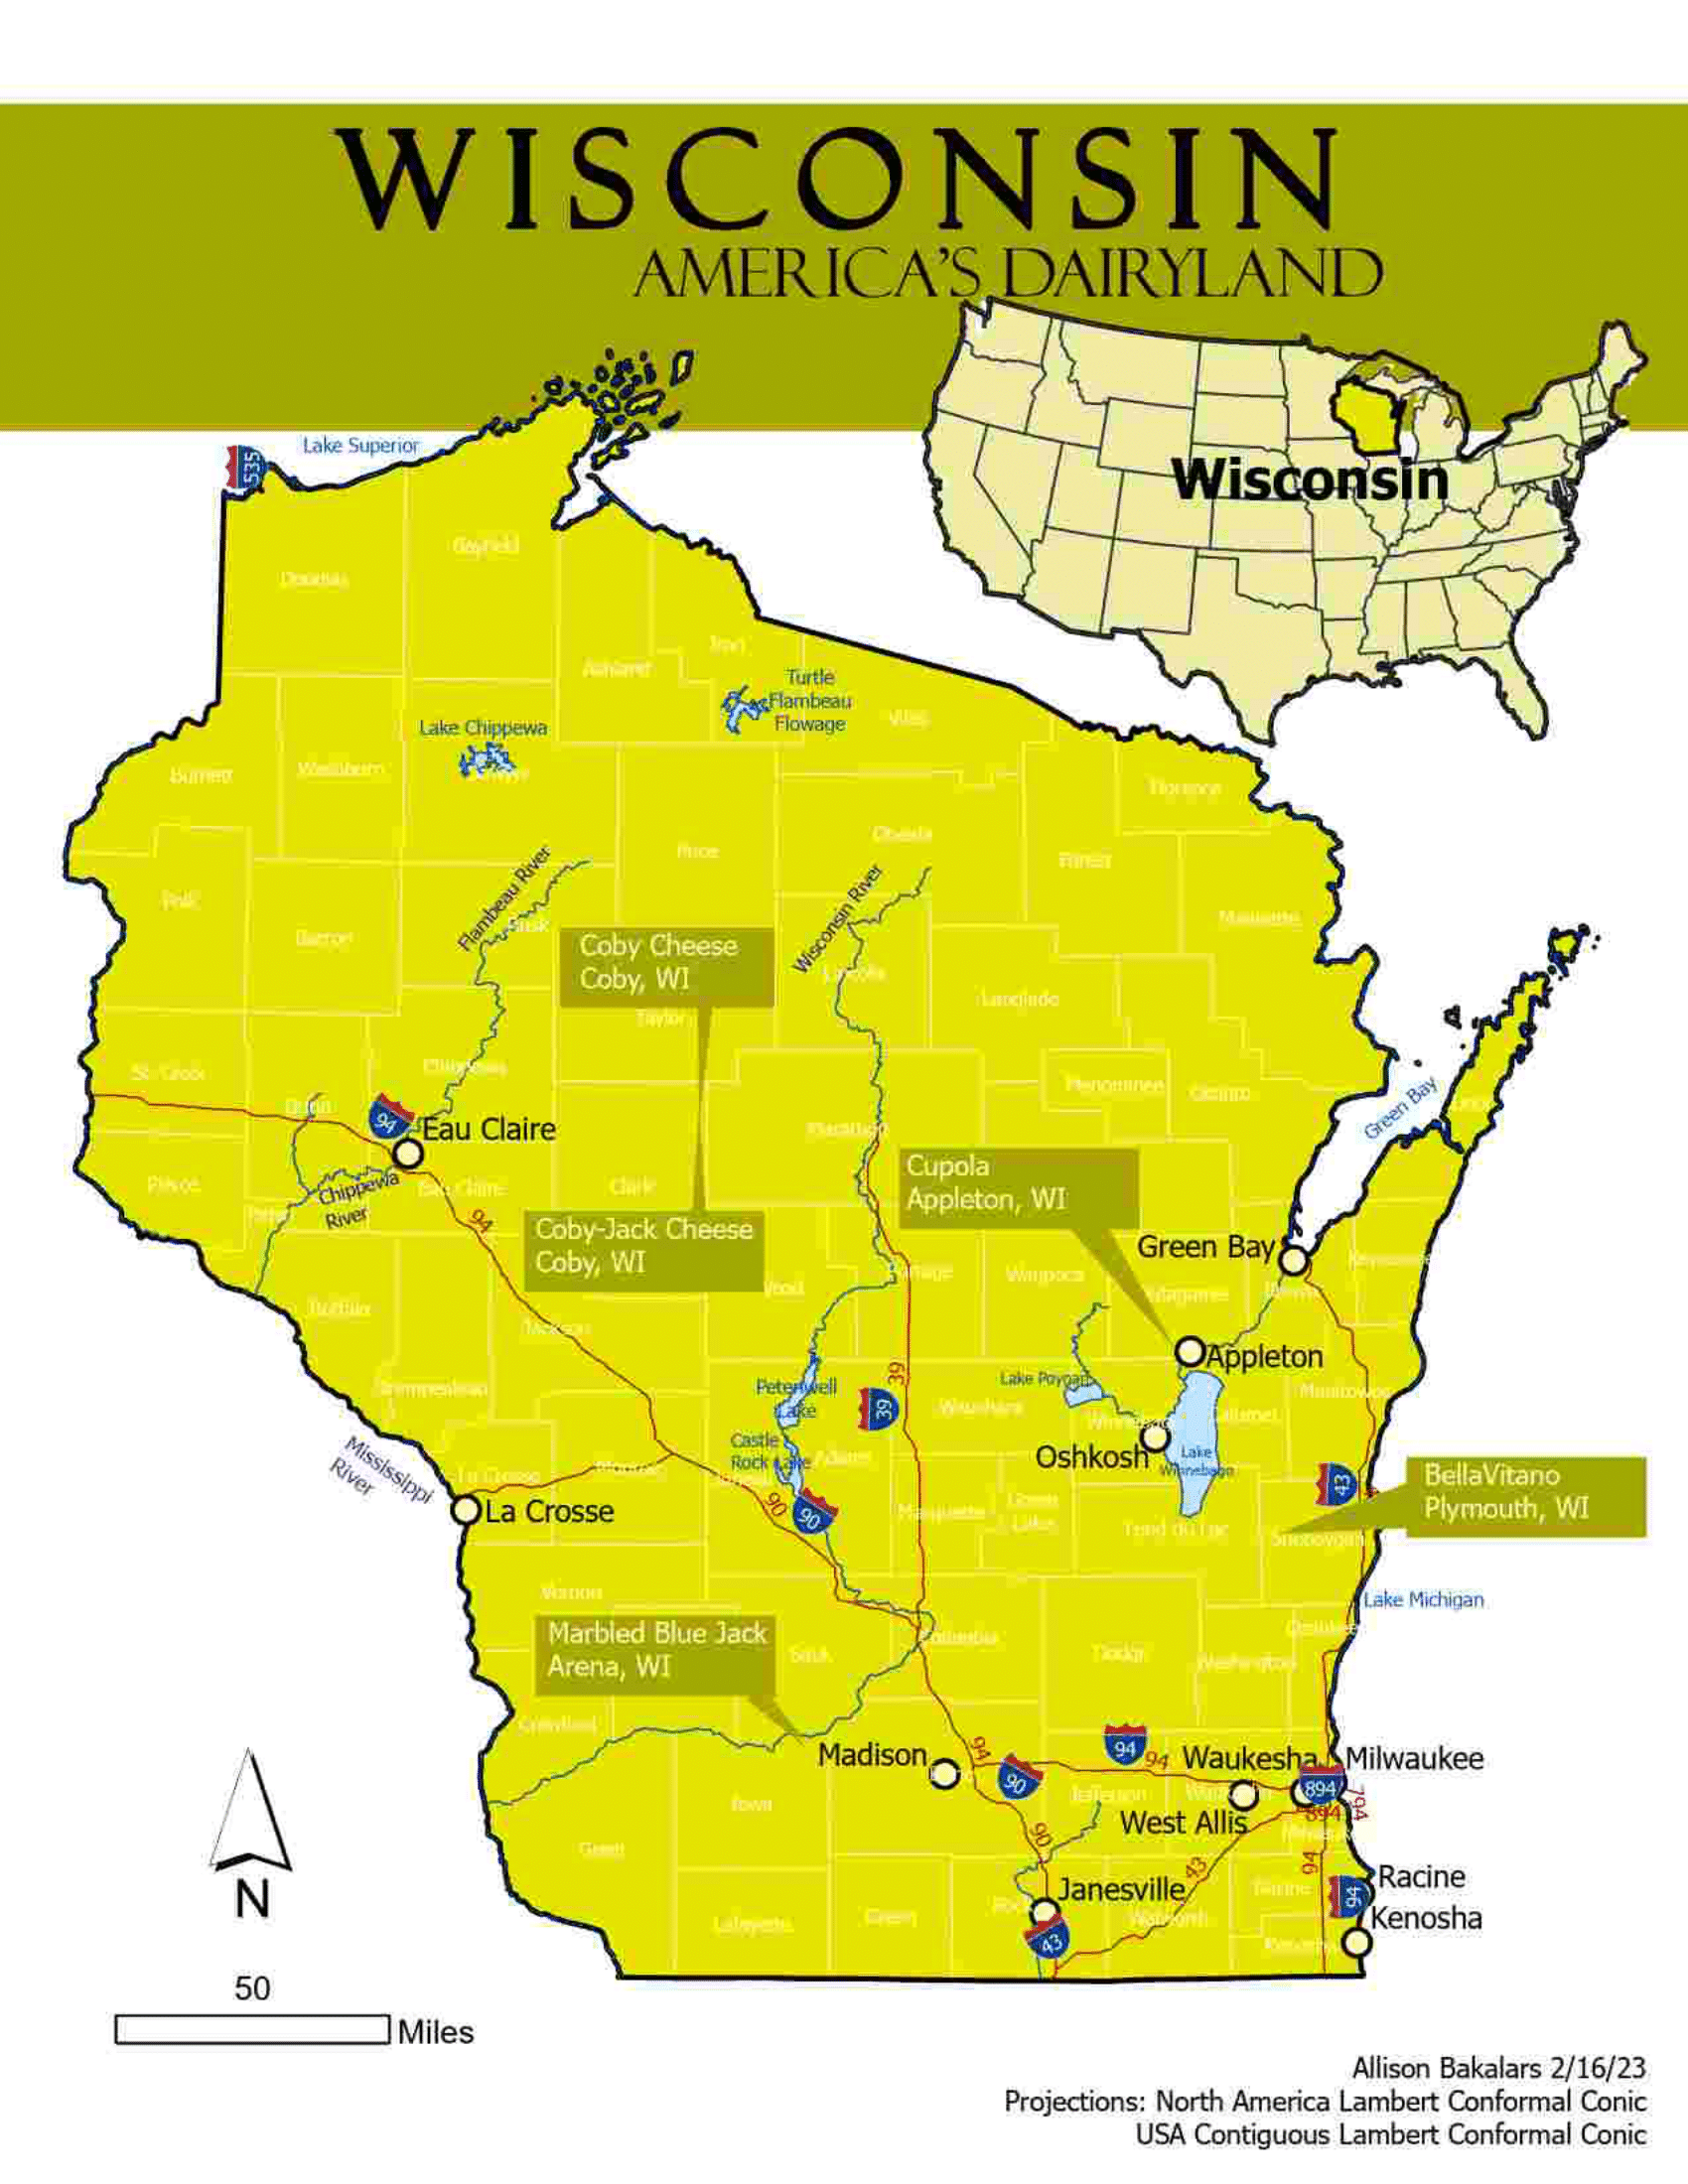 WISCONSIN
AMERICA'S DAIRYLAND
Wisconsin
535
Lake Superior
Bayfield
Douglas
Iron
Ashland
Turtle
Flambeau
Flowage
Vilas
Lake Chippewa
Burnett
Washburn
Florence
Oneida
Price
Forest
Polk
Flambeau River
Rusk
Wisconsin River
Marinette
Barron
Coby Cheese
Coby, WI
Lincoln
Langlade
Taylor
St. Croix
Chippewa
Menominee
Oconto
Green Bay
Dunn
94
Eau Claire
Marathon
Cupola
Appleton, WI
Pierce
Chippewa
River
Eau Claire
Clark
Pepin
94
Coby-Jack Cheese
Coby, WI
Green Bay
Kewaunee
Portage
Waupaca
Wood
Outagamie
Brown
Buffalo
Jackson
Appleton
Trempealeau
Petenwell
Lake
39
39
Lake Poygan
Manitowoc
Waushara
Winnebago
Calumet
Castle
Rock Lake
Adams
Oshkosh
Lake
Winnebago
Mississippi
River
La Crosse
Monroe
Juneau
43
BellaVitano
Plymouth, WI
La Crosse
90
90
Marquette
Green
Lake
Fond du Lac
Sheboygan
Vernon
Lake Michigan
Marbled Blue Jack
Arena, WI
Sauk
Columbia
Dodge
Washington
Ozaukee
Crawford
Madison
94
90
94
94
Waukesha
Milwaukee
894
894
794
Iowa
Jefferson
West Allis
Grant
90
43
94
Janesville
Racine
94
Racine
Kenosha
Rock
Walworth
Lafayette
Green
43
Kenosha
N
50
Miles
Allison Bakalars 2/16/23
Projections: North America Lambert Conformal Conic
USA Contiguous Lambert Conformal Conic